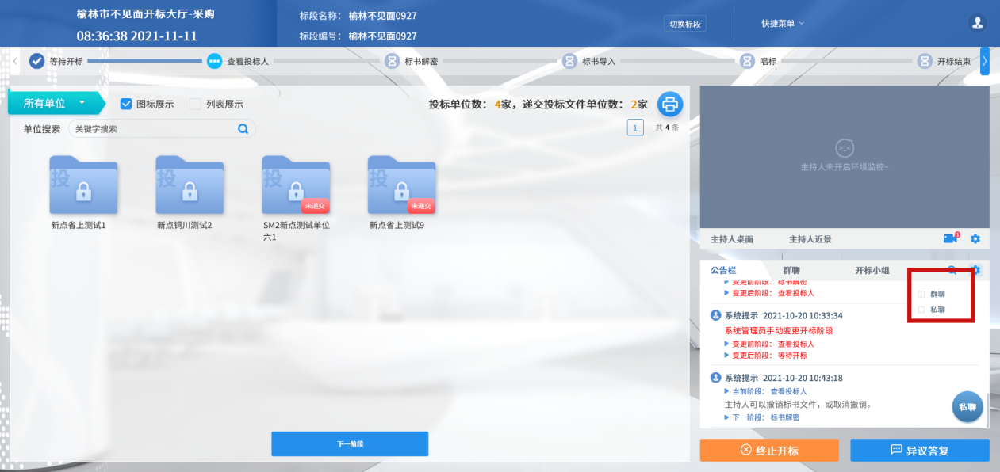 榆林市不见面开标大厅-采购
08:36:38 2021-11-11
标段名称： 榆林不见面0927
标段编号： 榆林不见面0927
切换标段
快捷菜单
等待开标
查看投标人
标书解密
标书导入
唱标
开标结束
所有单位
图标展示
列表展示
投标单位数： 4家，递交投标文件单位数： 2家
单位搜索
关键字搜索
1
共 4 条
投
投
投
未递交
投
未递交
新点省上测试1
新点铜川测试2
SM2新点测试单位六1
新点省上测试9
下一阶段
主持人未开启环境监控~
主持人桌面
主持人近景
1
公告栏
群聊
开标小组
群聊
私聊
变更前阶段： 标书解密
变更后阶段： 查看投标人
系统提示 2021-10-20 10:33:34
系统管理员手动变更开标阶段
变更前阶段： 查看投标人
变更后阶段： 等待开标
系统提示 2021-10-20 10:43:18
当前阶段： 查看投标人
主持人可以撤销标书文件，或取消撤销。
下一阶段： 标书解密
私聊
终止开标
异议答复